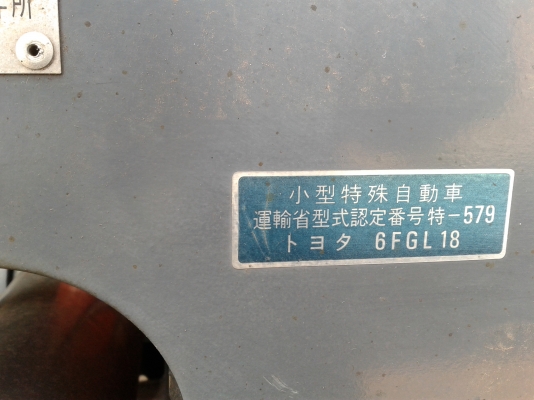 所
小型特殊自動車
運輸省型式認定番号特-579
トヨタ 6FGL18